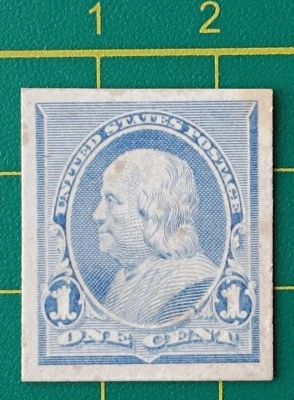 1 2
UNITED STATES POSTAGE
1 1
ONE CENT